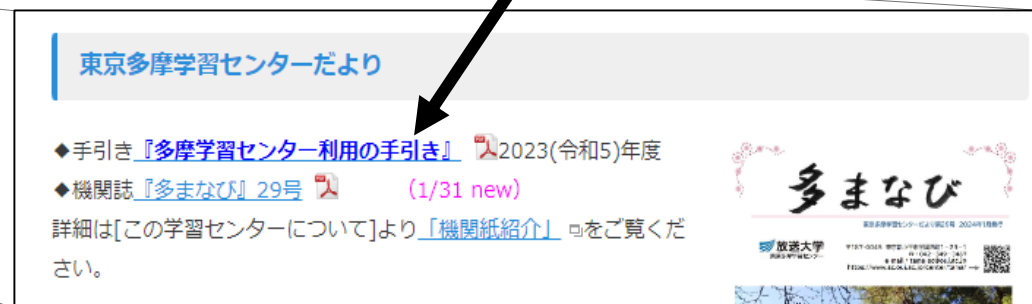 東京多摩学習センターだより
◆手引き『多摩学習センター利用の手引き』 2023(令和5)年度
◆機関誌『多まなび』29号 (1/31 new)
詳細は[この学習センターについて]より「機関紙紹介」をご覧くだ
さい。
多まなび
放送大学